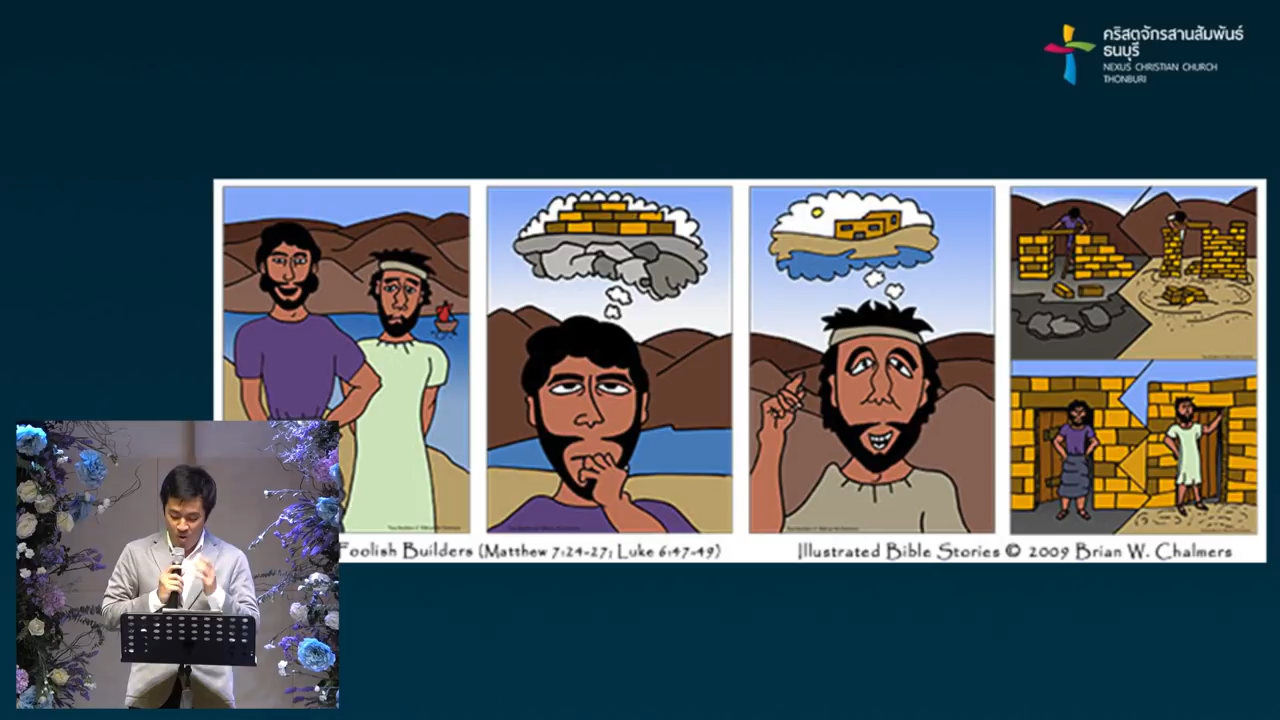 คริสตจักรสานสัมพันธ์
ธนบุรี
NEXUS CHRISTIAN CHURCH
THONBURI
Foolish Builders (Matthew 7:24-27; Luke 6:47-49)
Illustrated Bible Stories © 2009 Brian W. Chalmers